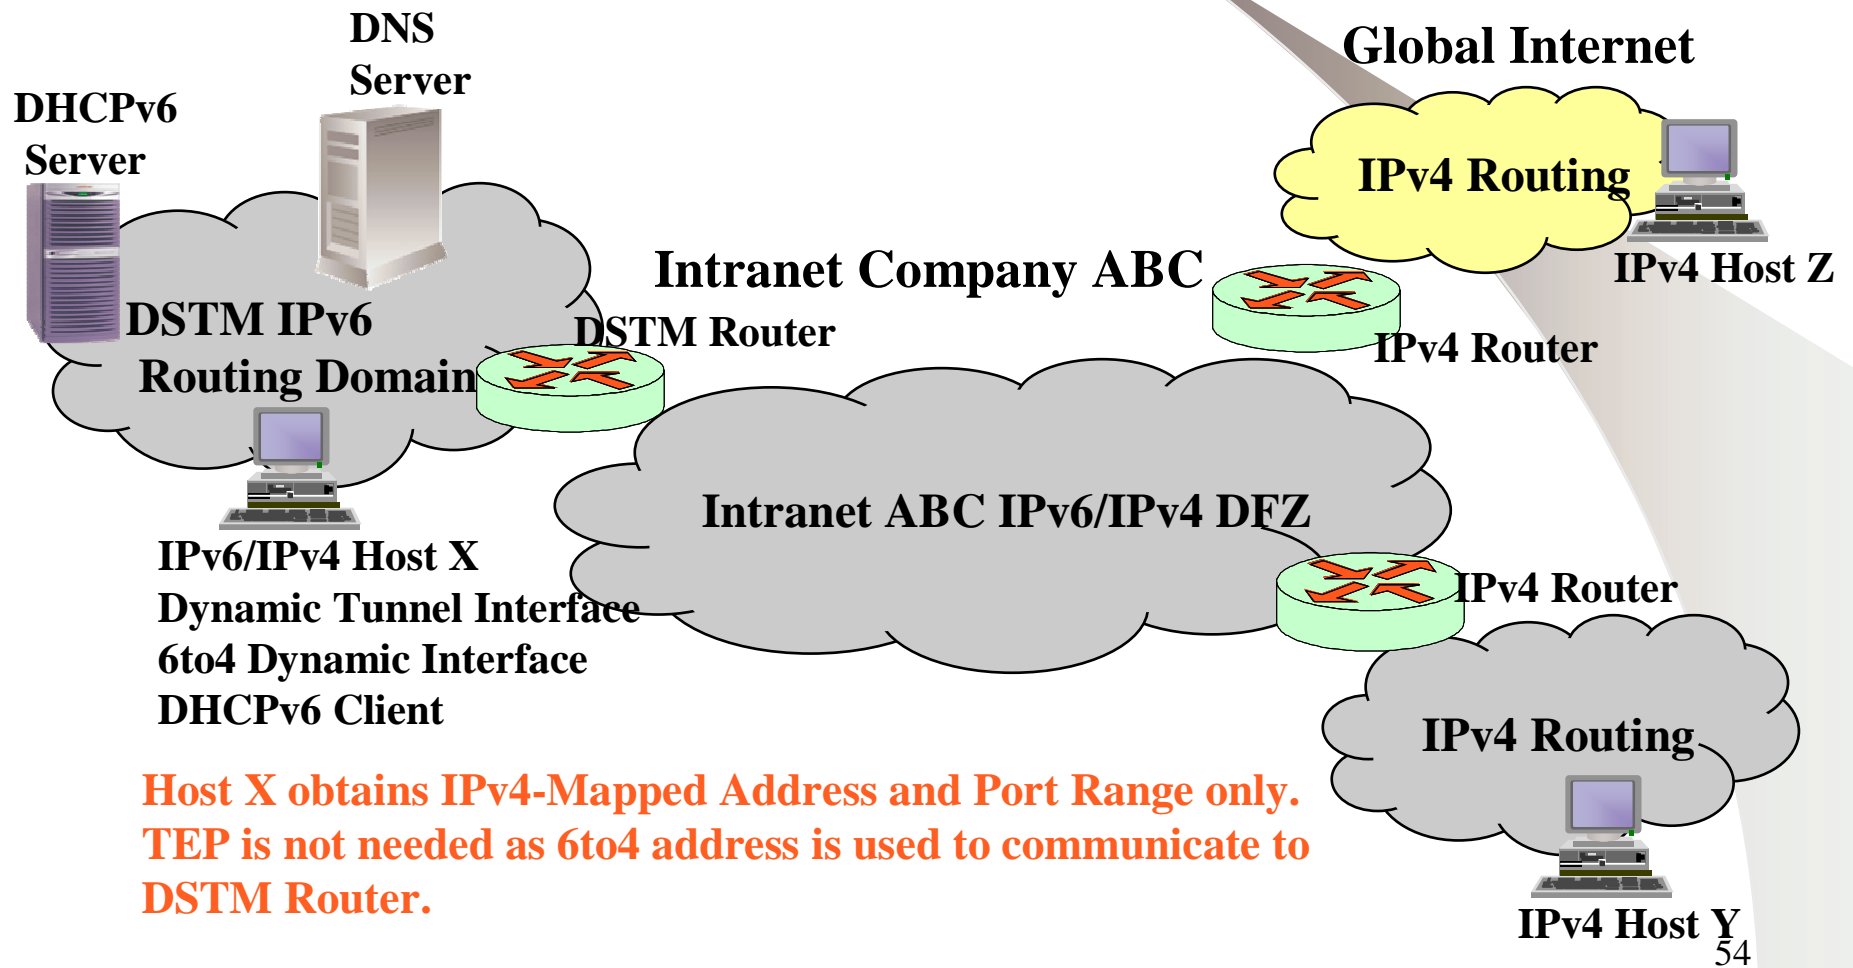 DNS
Server
DHCPv6
Server
Global Internet
IPv4 Routing
IPv4 Host Z
Intranet Company ABC
DSTM IPv6
Routing Domain
DSTM Router
IPv4 Router
Intranet ABC IPv6/IPv4 DFZ
IPv6/IPv4 Host X
Dynamic Tunnel Interface
6to4 Dynamic Interface
DHCPv6 Client
IPv4 Router
IPv4 Routing
IPv4 Host Y
Host X obtains IPv4-Mapped Address and Port Range only.
TEP is not needed as 6to4 address is used to communicate to
DSTM Router.
54